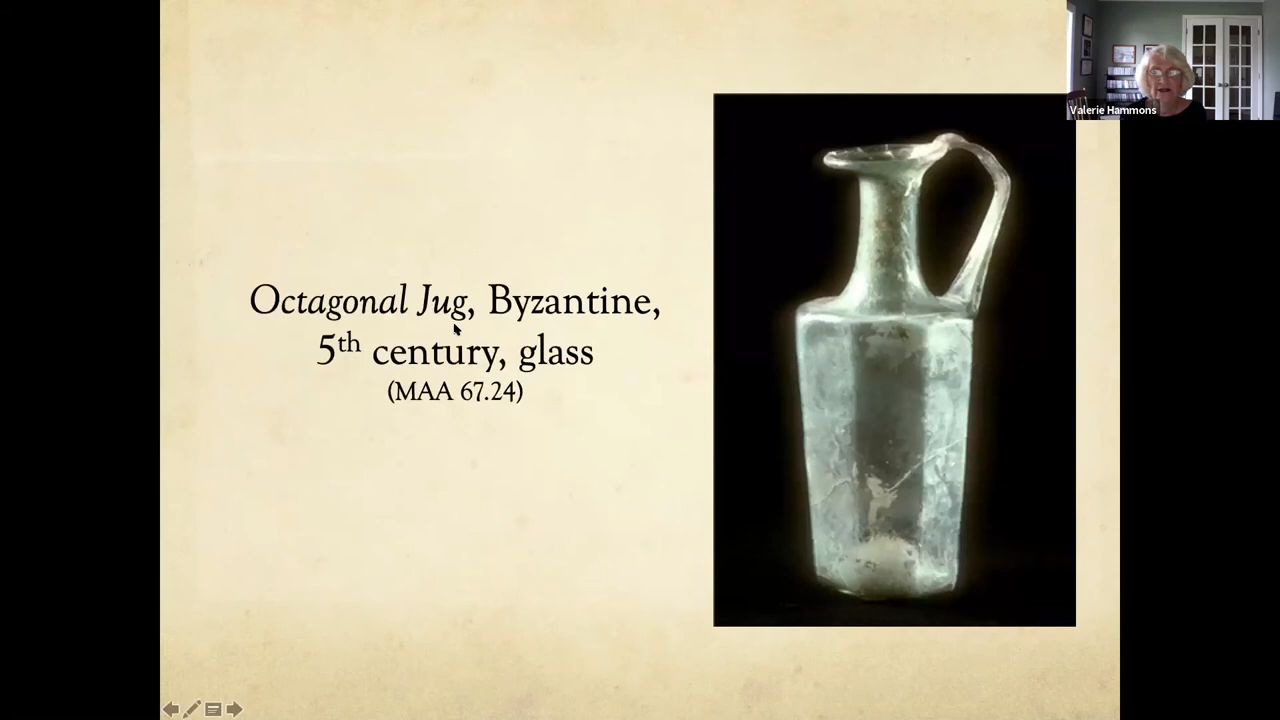 Valerie Hammons
Octagonal Jug, Byzantine,
5th century, glass
(MAA 67.24)